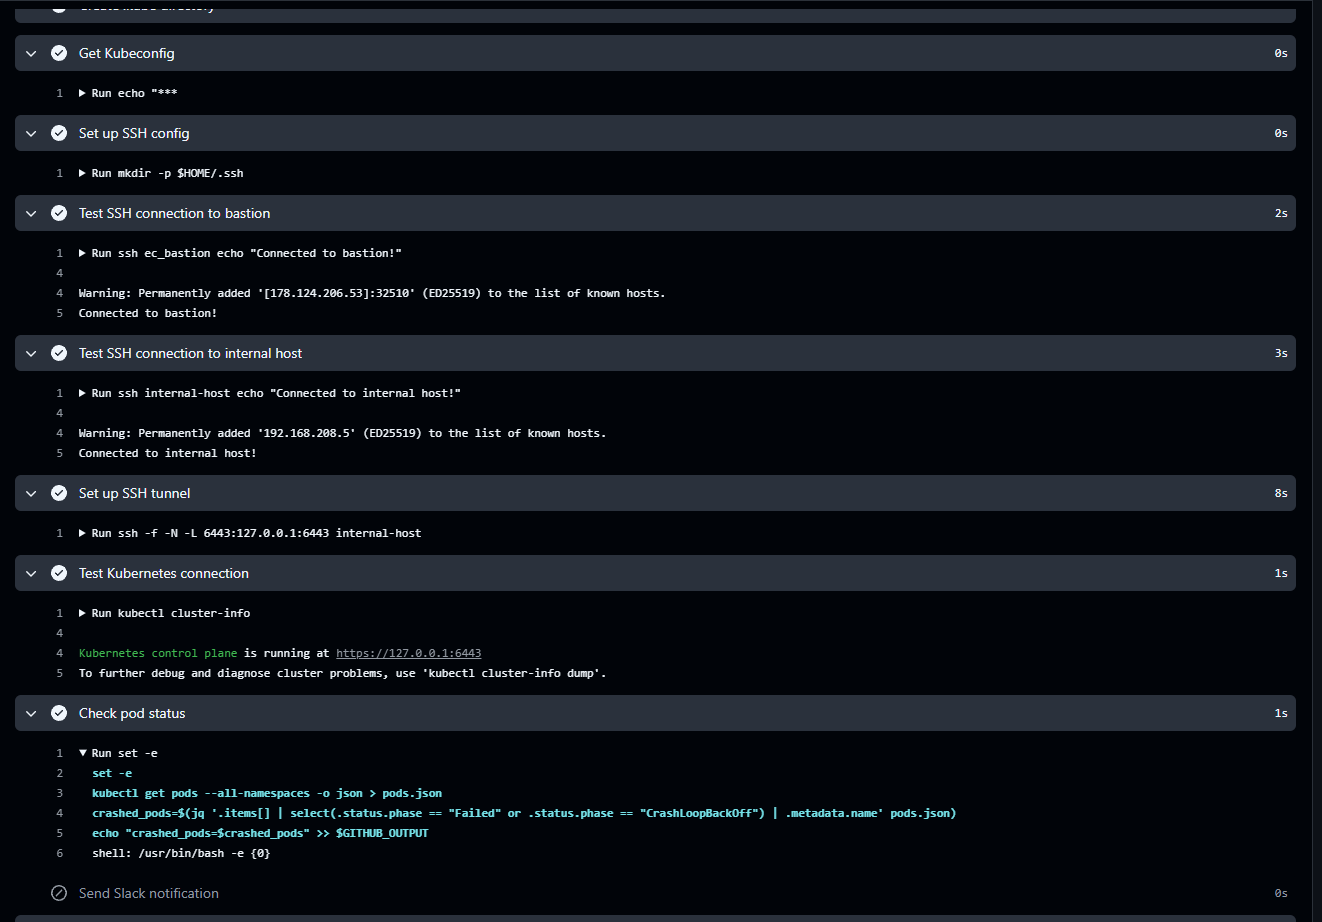 Get Kubeconfig 0s
1 Run echo "***
Set up SSH config 0s
1 Run mkdir -p $HOME/.ssh
Test SSH connection to bastion 2s
1 Run ssh ec_bastion echo "Connected to bastion!"
4
4 Warning: Permanently added '[178.124.206.53]:32510' (ED25519) to the list of known hosts.
5 Connected to bastion!
Test SSH connection to internal host 3s
1 Run ssh internal-host echo "Connected to internal host!"
4
4 Warning: Permanently added '192.168.208.5' (ED25519) to the list of known hosts.
5 Connected to internal host!
Set up SSH tunnel 8s
1 Run ssh -f -N -L 6443:127.0.0.1:6443 internal-host
Test Kubernetes connection 1s
1 Run kubectl cluster-info
4
4 Kubernetes control plane is running at https://127.0.0.1:6443
5 To further debug and diagnose cluster problems, use 'kubectl cluster-info dump'.
Check pod status 1s
1 Run set -e
2 set -e
3 kubectl get pods --all-namespaces -o json > pods.json
4 crashed_pods=$(jq '.items[] | select(.status.phase == "Failed" or .status.phase == "CrashLoopBackOff") | .metadata.name' pods.json)
5 echo "crashed_pods=$crashed_pods" >> $GITHUB_OUTPUT
6 shell: /usr/bin/bash -e {0}
Send Slack notification 0s